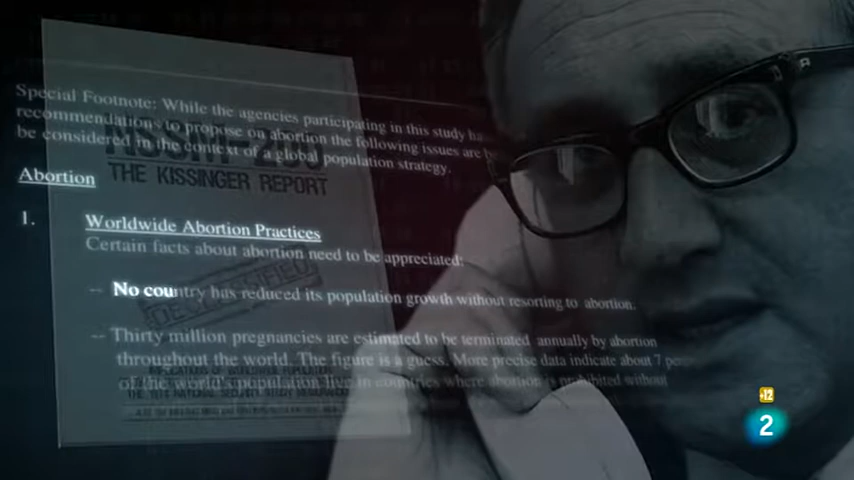 Special Footnote: While the agencies participating in this study ha
recommendations to propose on abortion the following issues are b
be considered in the context of a global population strategy.
Abortion
NSSM-200
THE KISSINGER REPORT
1. Worldwide Abortion Practices
Certain facts about abortion need to be appreciated:
DECLASSIFIED
-- No country has reduced its population growth without resorting to abortion.
-- Thirty million pregnancies are estimated to be terminated annually by abortion
throughout the world. The figure is a guess. More precise data indicate about 7 perce
of the world's population live in countries where abortion is prohibited without
+12
2